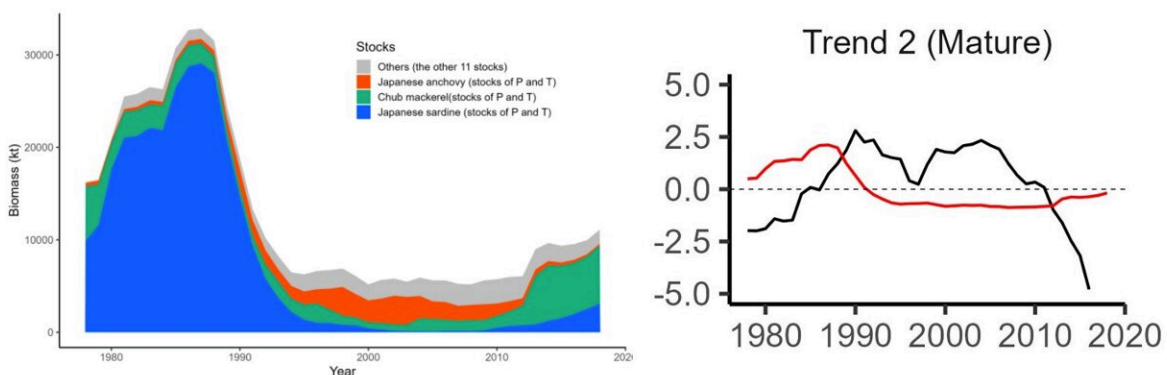 30000
20000
10000
0
Biomass (kt)
1980
1990
2000
2010
202
Year
Stocks
Others (the other 11 stocks)
Japanese anchovy (stocks of P and T)
Chub mackerel(stocks of P and T)
Japanese sardine (stocks of P and T)
Trend 2 (Mature)
5.0
2.5
0.0
-2.5
-5.0
1980
1990
2000
2010
2020